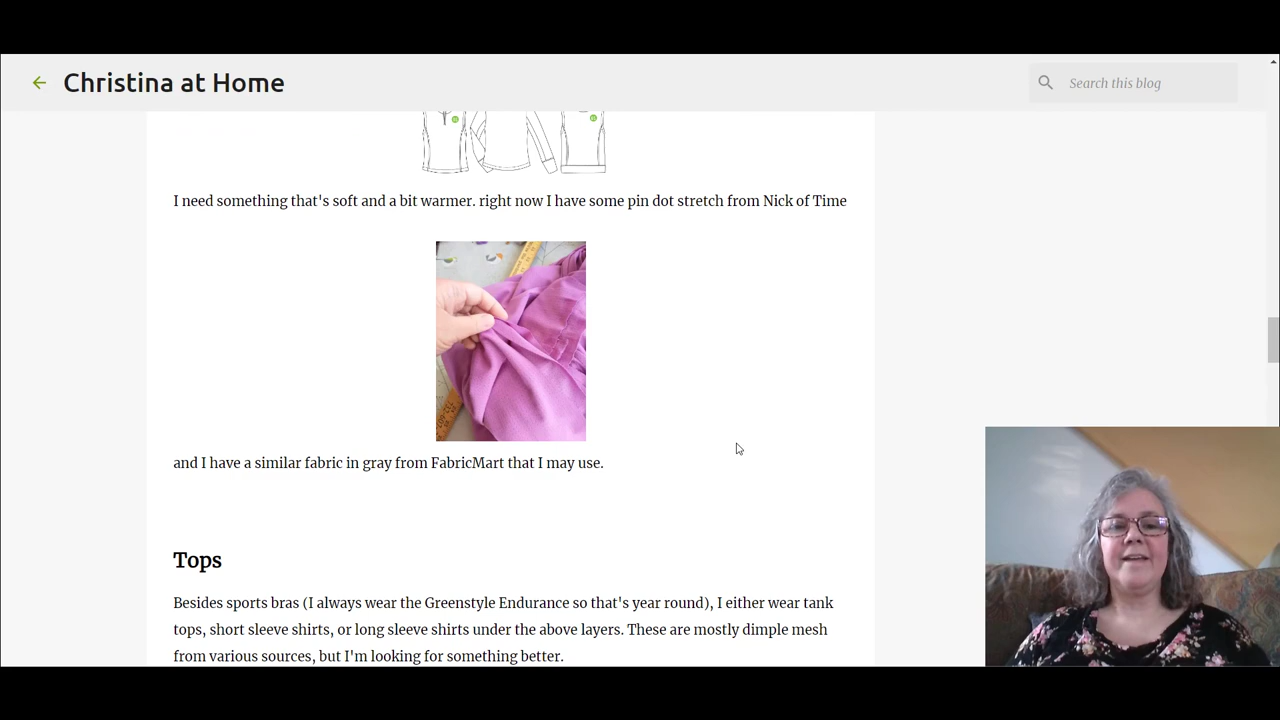 Christina at Home
Search this blog
I need something that's soft and a bit warmer. right now I have some pin dot stretch from Nick of Time
and I have a similar fabric in gray from FabricMart that I may use.
Tops
Besides sports bras (I always wear the Greenstyle Endurance so that's year round), I either wear tank
tops, short sleeve shirts, or long sleeve shirts under the above layers. These are mostly dimple mesh
from various sources, but I'm looking for something better.